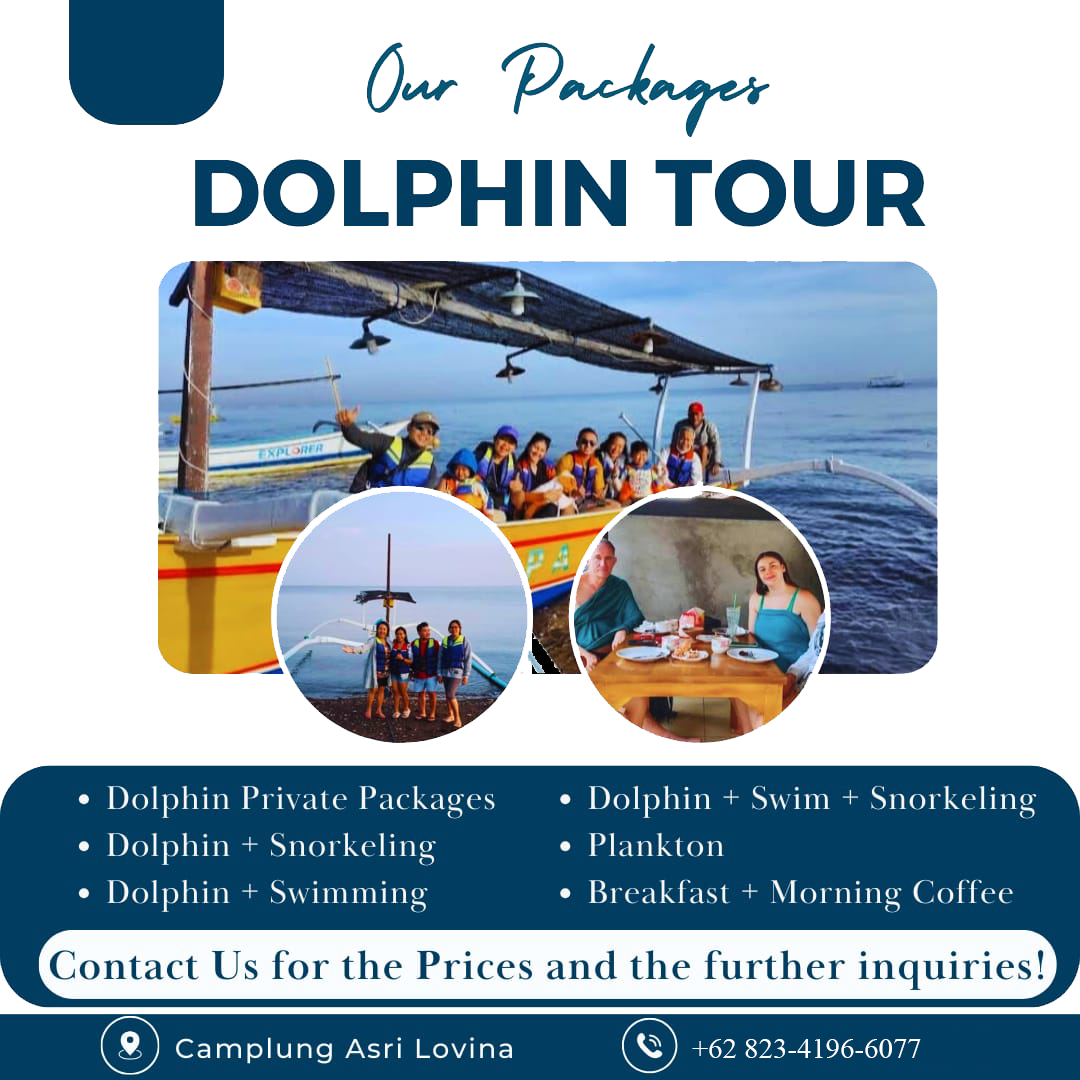 Our Packages
DOLPHIN TOUR
EXPLORER
PA
• Dolphin Private Packages
• Dolphin + Snorkeling
• Dolphin + Swimming
• Dolphin + Swim + Snorkeling
• Plankton
• Breakfast + Morning Coffee
Contact Us for the Prices and the further inquiries!
Camplung Asri Lovina
+62 823-4196-6077